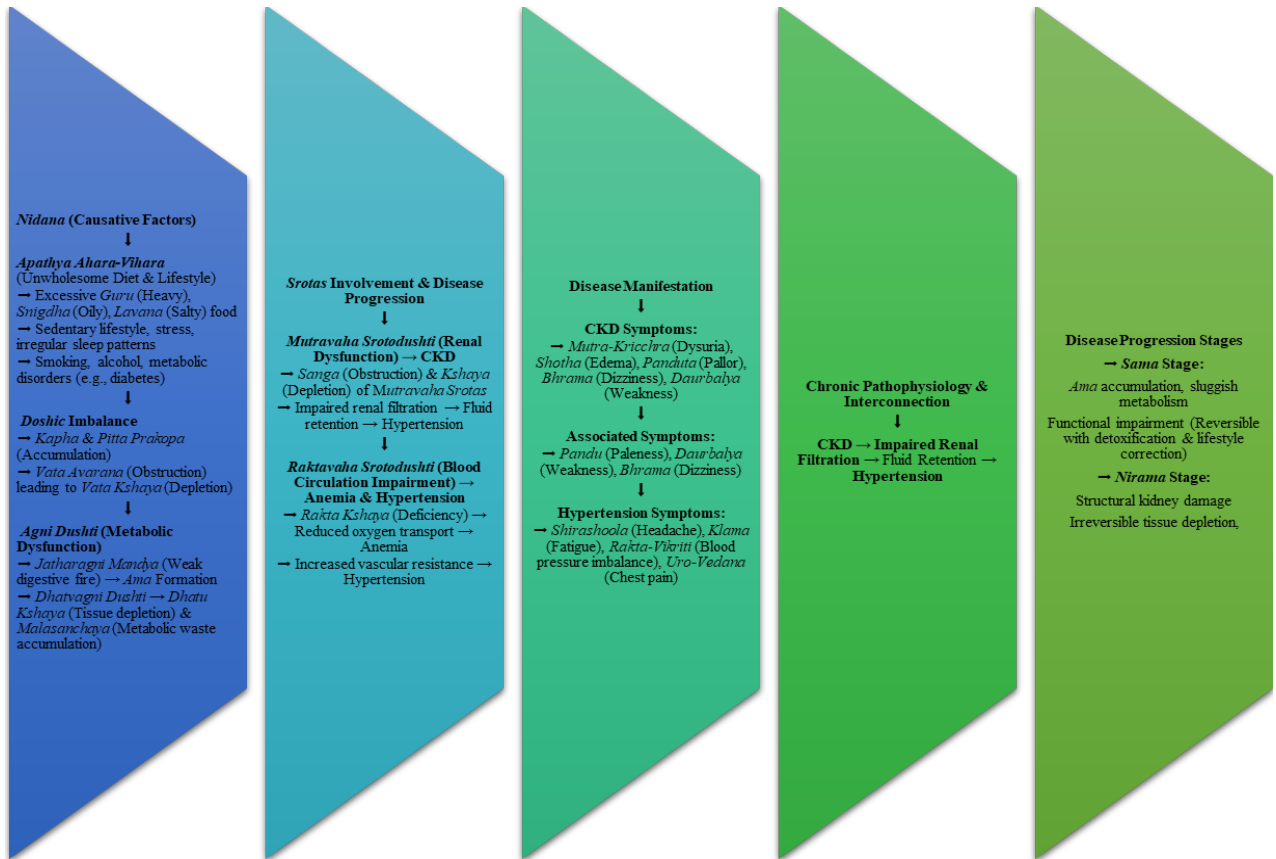 Nidana (Causative Factors)
↓
Apathya Ahara-Vihara
(Unwholesome Diet & Lifestyle)
→ Excessive Guru (Heavy),
Snigdha (Oily), Lavana (Salty) food
→ Sedentary lifestyle, stress,
irregular sleep patterns
→ Smoking, alcohol, metabolic
disorders (e.g., diabetes)
↓
Doshic Imbalance
→ Kapha & Pitta Prakopa
(Accumulation)
→ Vata Avarana (Obstruction)
leading to Vata Kshaya (Depletion)
↓
Agni Dushti (Metabolic
Dysfunction)
→ Jatharagni Mandya (Weak
digestive fire) → Ama Formation
→ Dhatvagni Dushti → Dhatu
Kshaya (Tissue depletion) &
Malasanchaya (Metabolic waste
accumulation)
Srotas Involvement & Disease
Progression
↓
Mutravaha Srotodushti (Renal
Dysfunction) → CKD
→ Sanga (Obstruction) & Kshaya
(Depletion) of Mutravaha Srotas
→ Impaired renal filtration → Fluid
retention → Hypertension
↓
Raktavaha Srotodushti (Blood
Circulation Impairment) →
Anemia & Hypertension
→ Rakta Kshaya (Deficiency) →
Reduced oxygen transport →
Anemia
→ Increased vascular resistance →
Hypertension
Disease Manifestation
↓
CKD Symptoms:
→ Mutra-Kricchra (Dysuria),
Shotha (Edema), Panduta (Pallor),
Bhrama (Dizziness), Daurbalya
(Weakness)
↓
Associated Symptoms:
→ Pandu (Paleness), Daurbalya
(Weakness), Bhrama (Dizziness)
↓
Hypertension Symptoms:
→ Shirashoola (Headache), Klama
(Fatigue), Rakta-Vikriti (Blood
pressure imbalance), Uro-Vedana
(Chest pain)
Chronic Pathophysiology &
Interconnection
↓
CKD → Impaired Renal
Filtration → Fluid Retention →
Hypertension
Disease Progression Stages
→ Sama Stage:
Ama accumulation, sluggish
metabolism
Functional impairment (Reversible
with detoxification & lifestyle
correction)
→ Nirama Stage:
Structural kidney damage
Irreversible tissue depletion,